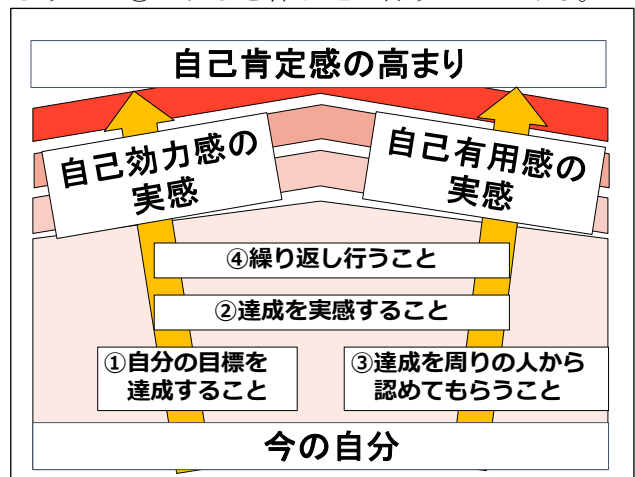 自己肯定感の高まり
自己効力感の
実感
自己有用感の
実感
④繰り返し行うこと
②達成を実感すること
①自分の目標を
達成すること
③達成を周りの人から
認めてもらうこと
今の自分